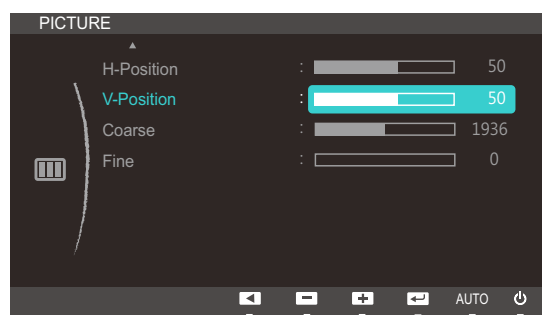 PICTURE
H-Position : 50
V-Position : 50
Coarse : 1936
Fine : 0
AUTO